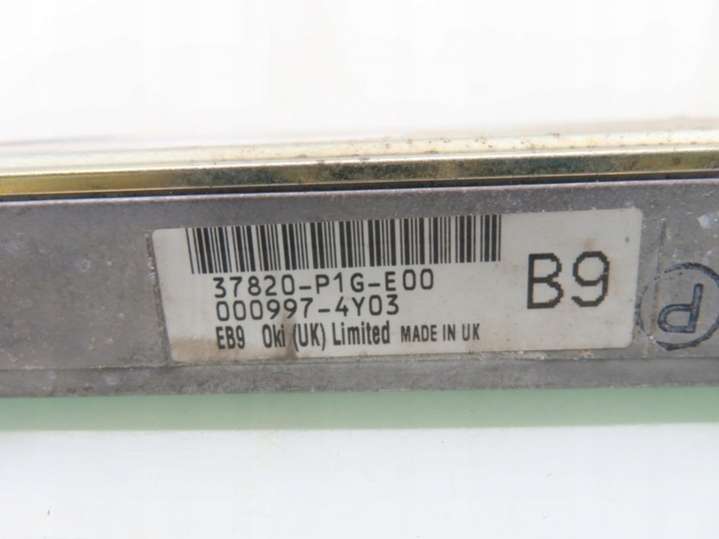 37820-P1G-E00
000997-4Y03
EB9 Oki (UK) Limited MADE IN UK
B9
P